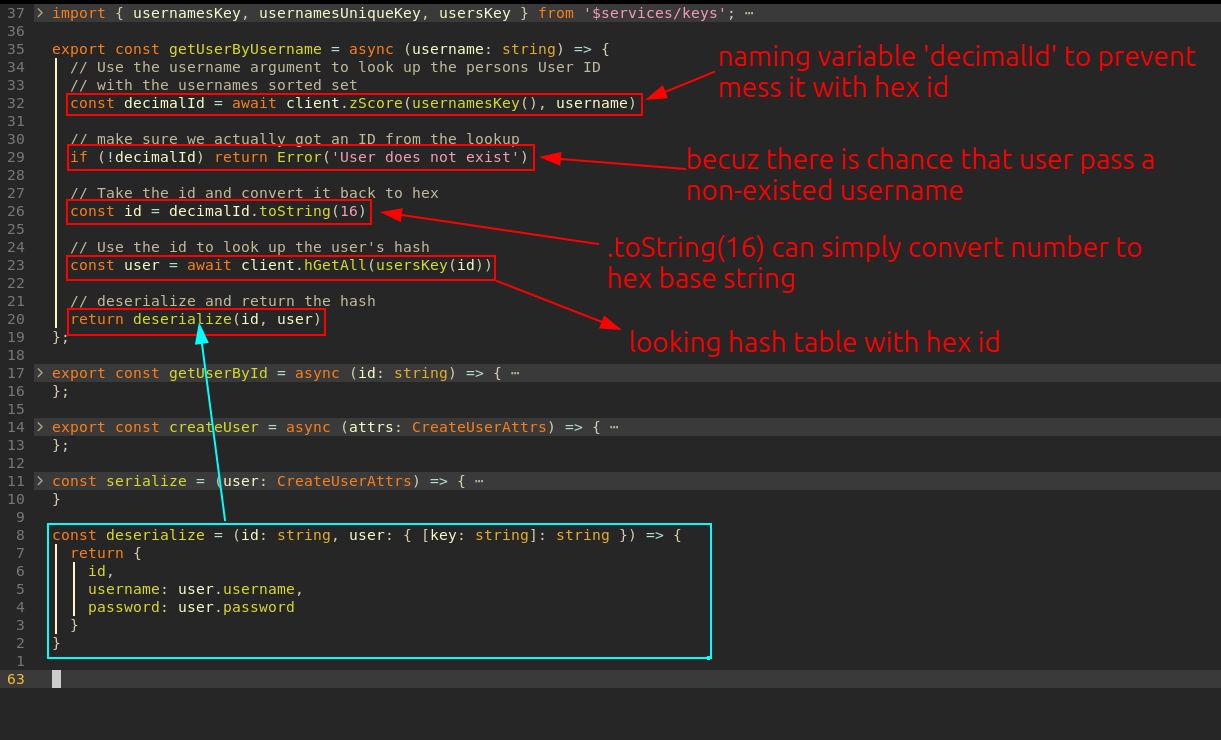 37 > import { usernamesKey, usernamesUniqueKey, usersKey } from '$services/keys'; ⋯
36
35 export const getUserByUsername = async (username: string) => {
34 // Use the username argument to look up the persons User ID
33 // with the usernames sorted set
32 const decimalId = await client.zScore(usernamesKey(), username)
naming variable 'decimalId' to prevent
mess it with hex id
31
30 // make sure we actually got an ID from the lookup
29 if (!decimalId) return Error('User does not exist')
becuz there is chance that user pass a
non-existed username
28
27 // Take the id and convert it back to hex
26 const id = decimalId.toString(16)
.toString(16) can simply convert number to
hex base string
25
24 // Use the id to look up the user's hash
23 const user = await client.hGetAll(usersKey(id))
looking hash table with hex id
22
21 // deserialize and return the hash
20 return deserialize(id, user)
19 };
18
17 > export const getUserById = async (id: string) => { ⋯
16 };
15
14 > export const createUser = async (attrs: CreateUserAttrs) => { ⋯
13 };
12
11 > const serialize = (user: CreateUserAttrs) => { ⋯
10 }
9
8 const deserialize = (id: string, user: { [key: string]: string }) => {
7 return {
6 id,
5 username: user.username,
4 password: user.password
3 }
2 }
1
63